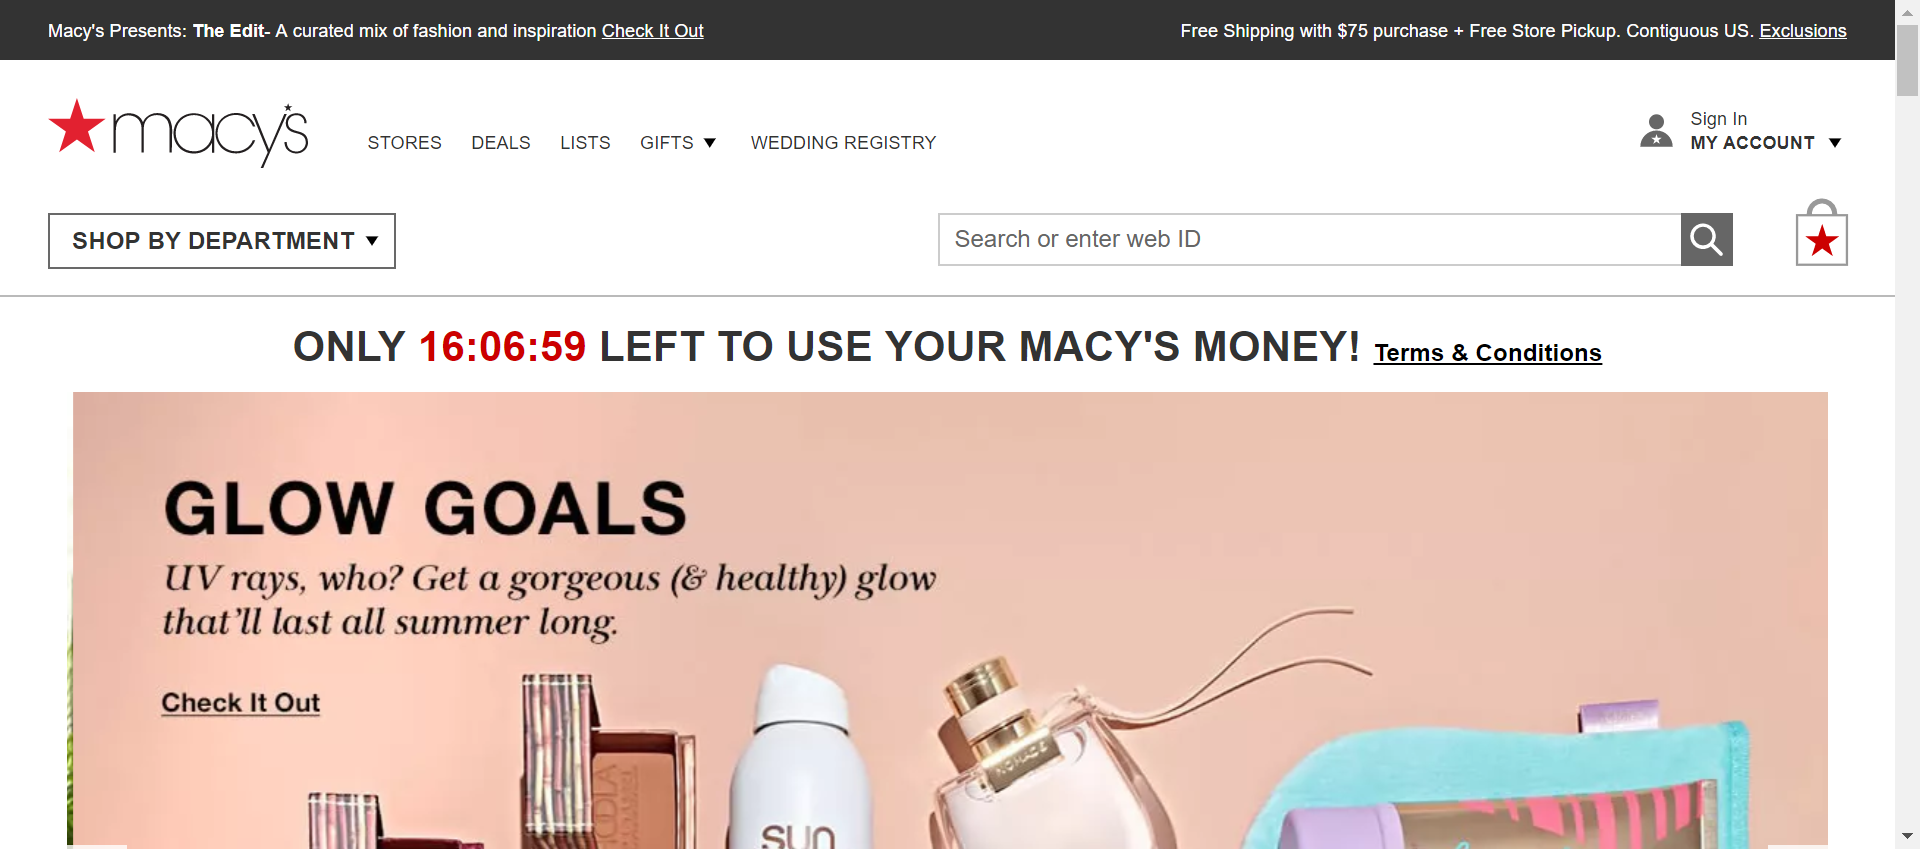 Macy's Presents: The Edit- A curated mix of fashion and inspiration Check It Out
Free Shipping with $75 purchase + Free Store Pickup. Contiguous US. Exclusions
macy's
STORES DEALS LISTS GIFTS WEDDING REGISTRY
Sign In
MY ACCOUNT
SHOP BY DEPARTMENT
Search or enter web ID
ONLY 16:06:59 LEFT TO USE YOUR MACY'S MONEY! Terms & Conditions
GLOW GOALS
UV rays, who? Get a gorgeous (& healthy) glow
that'll last all summer long.
Check It Out
NOMADE
sun